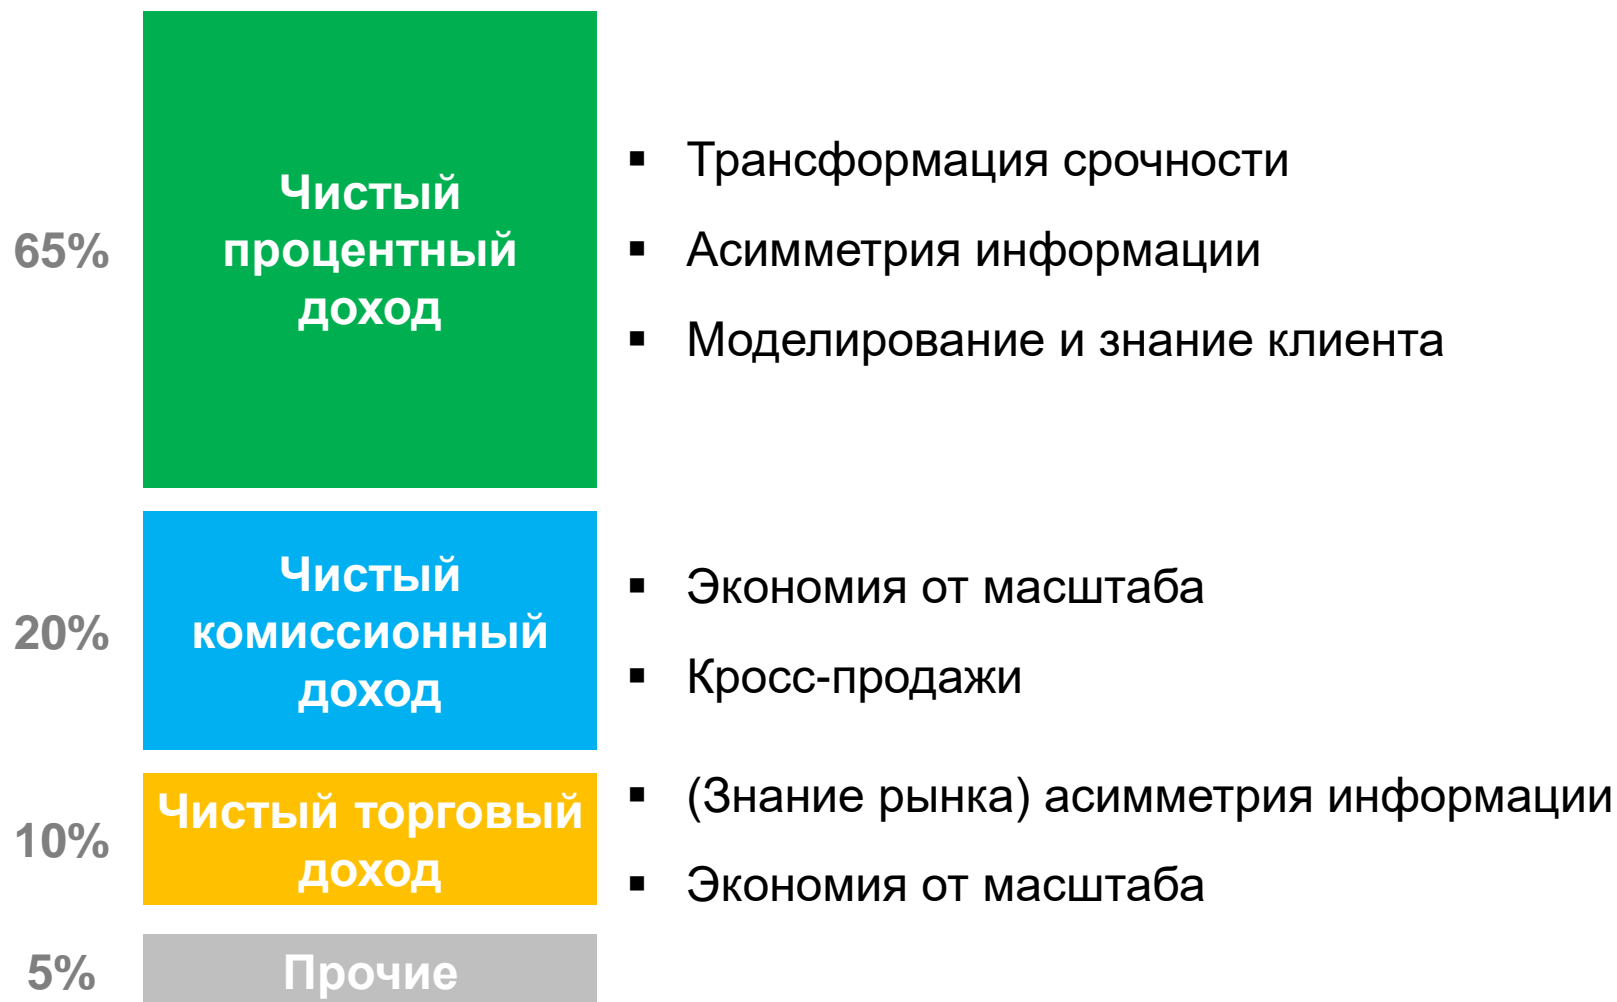 65%
Чистый
процентный
доход
▪ Трансформация срочности
▪ Асимметрия информации
▪ Моделирование и знание клиента
20%
Чистый
комиссионный
доход
▪ Экономия от масштаба
▪ Кросс-продажи
10%
Чистый торговый
доход
▪ (Знание рынка) асимметрия информации
▪ Экономия от масштаба
5%
Прочие